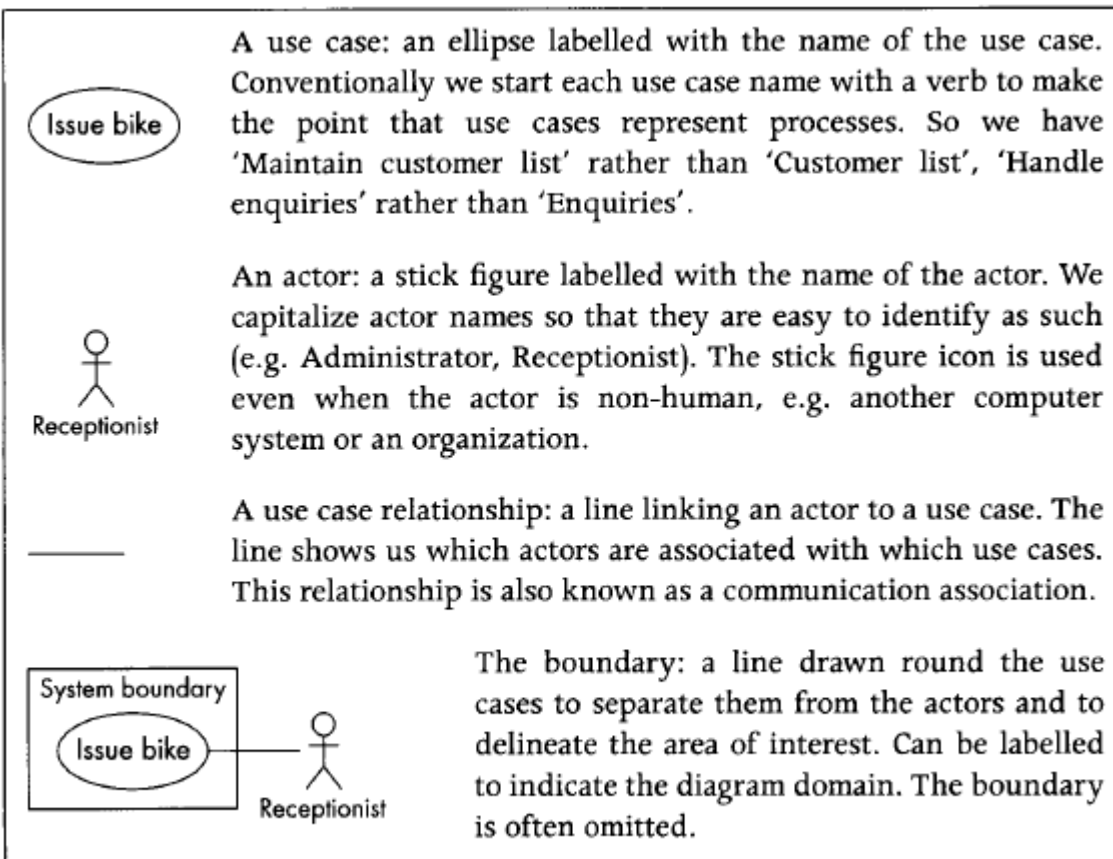 Issue bike
A use case: an ellipse labelled with the name of the use case.
Conventionally we start each use case name with a verb to make
the point that use cases represent processes. So we have
‘Maintain customer list’ rather than ‘Customer list’, ‘Handle
enquiries’ rather than ‘Enquiries’.
Receptionist
An actor: a stick figure labelled with the name of the actor. We
capitalize actor names so that they are easy to identify as such
(e.g. Administrator, Receptionist). The stick figure icon is used
even when the actor is non-human, e.g. another computer
system or an organization.
A use case relationship: a line linking an actor to a use case. The
line shows us which actors are associated with which use cases.
This relationship is also known as a communication association.
System boundary
Issue bike
Receptionist
The boundary: a line drawn round the use
cases to separate them from the actors and to
delineate the area of interest. Can be labelled
to indicate the diagram domain. The boundary
is often omitted.